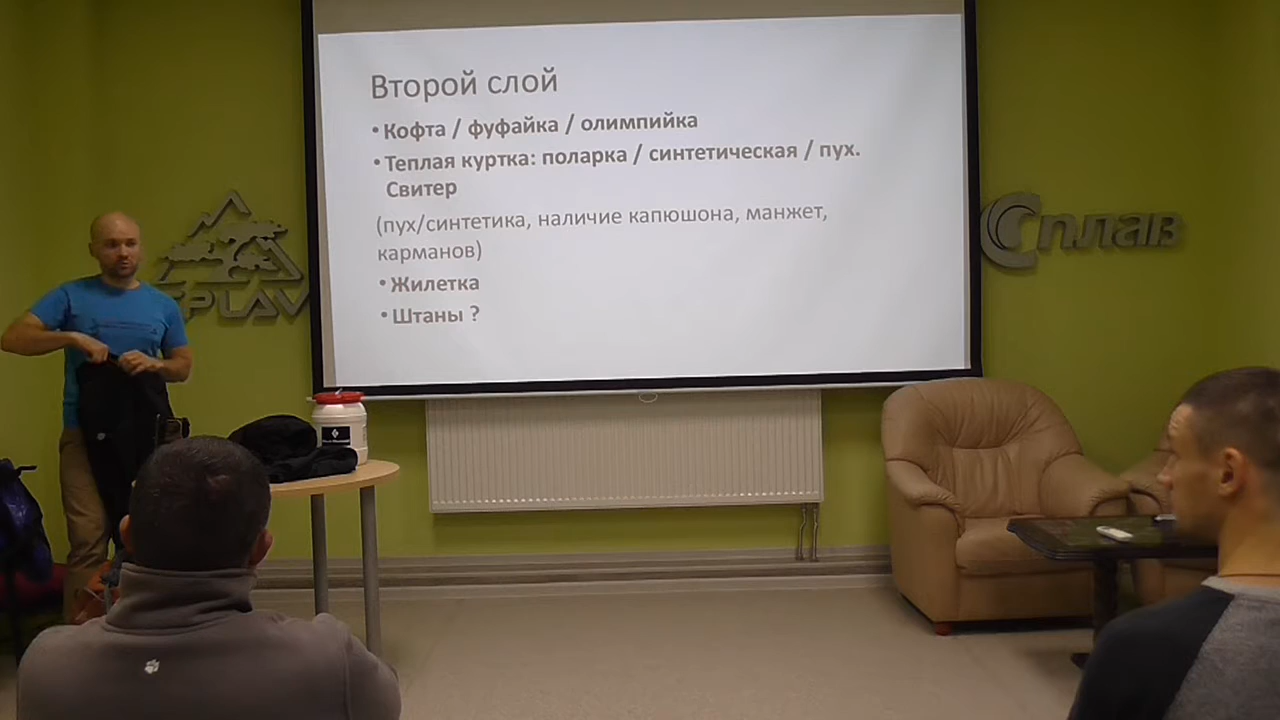 Второй слой
• Кофта / фуфайка / олимпийка
• Теплая куртка: поларка / синтетическая / пух.
Свитер
(пух/синтетика, наличие капюшона, манжет,
карманов)
• Жилетка
• Штаны ?
SPLAV
Сплав